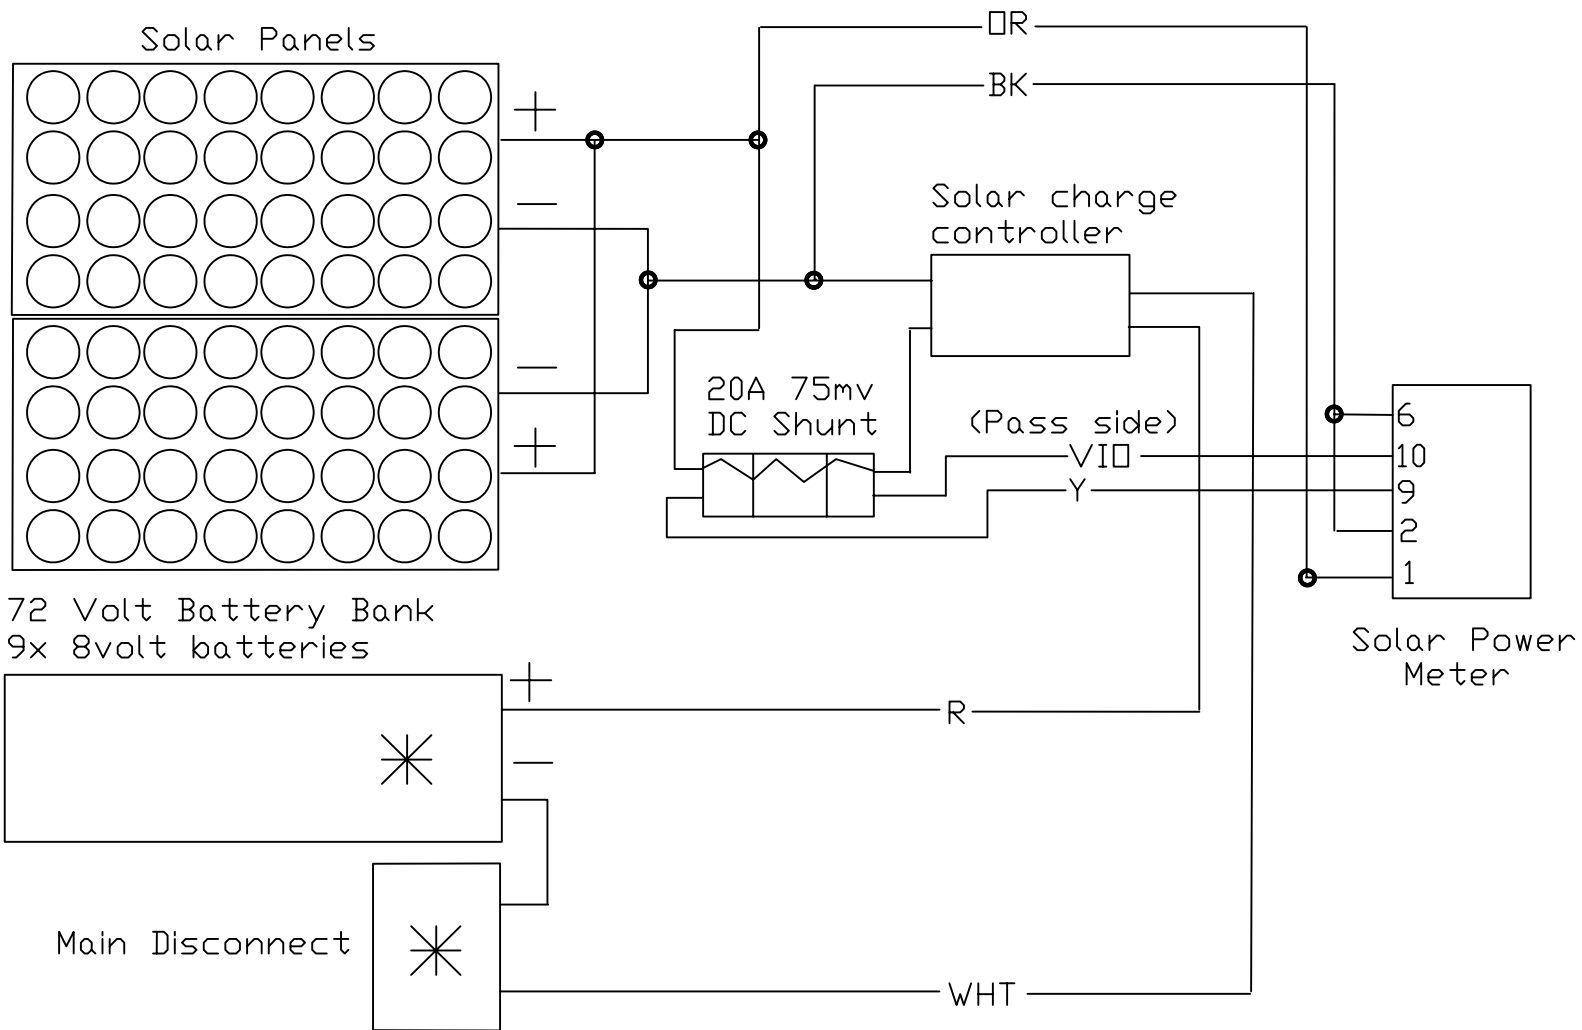 Solar Panels
OR
BK
+
-
Solar charge
controller
-
+
20A 75mv
DC Shunt
(Pass side)
VIO
Y
6
10
9
2
1
Solar Power
Meter
72 Volt Battery Bank
9x 8volt batteries
+
-
R
Main Disconnect
WHT